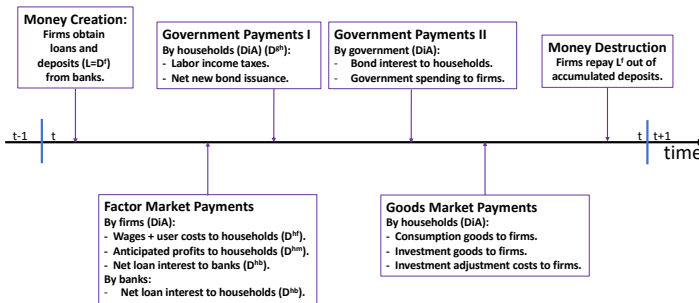 Money Creation:
Firms obtain
loans and
deposits (L=Dᶠ)
from banks.
Government Payments I
By households (DiA) (Dᵍʰ):
- Labor income taxes.
- Net new bond issuance.
Government Payments II
By government (DiA):
- Bond interest to households.
- Government spending to firms.
Money Destruction
Firms repay Lᶠ out of
accumulated deposits.
t-1 t t t+1
time
Factor Market Payments
By firms (DiA):
- Wages + user costs to households (Dʰᶠ).
- Anticipated profits to households (Dʰᵐ).
- Net loan interest to banks (Dʰᵇ).
By banks:
- Net loan interest to households (Dʰᵇ).
Goods Market Payments
By households (DiA):
- Consumption goods to firms.
- Investment goods to firms.
- Investment adjustment costs to firms.